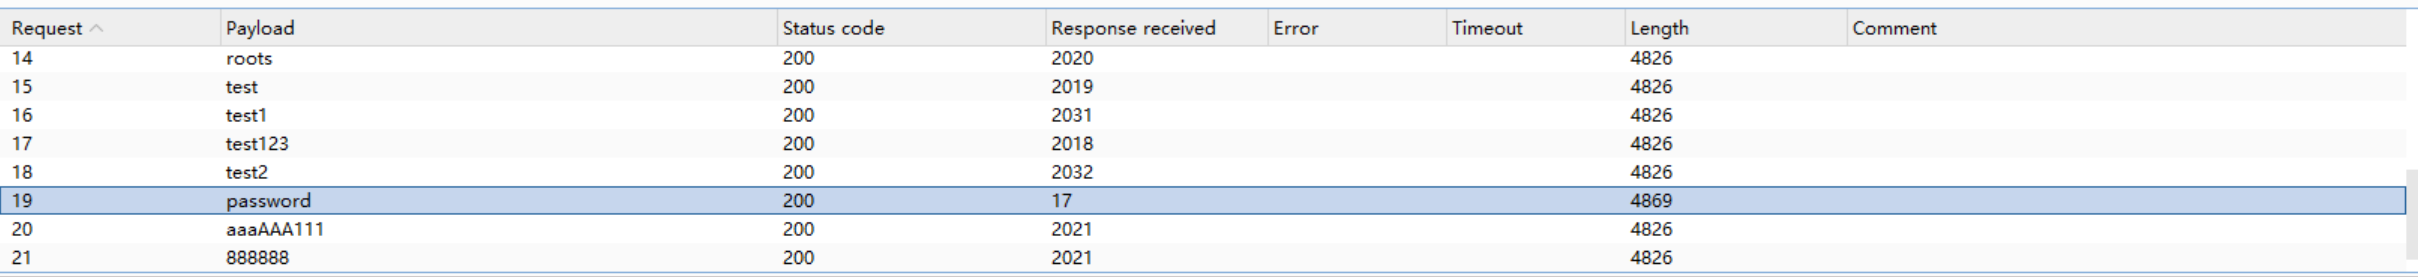 Request Payload Status code Response received Error Timeout Length Comment
14 roots 200 2020 4826
15 test 200 2019 4826
16 test1 200 2031 4826
17 test123 200 2018 4826
18 test2 200 2032 4826
19 password 200 17 4869
20 aaaAAA111 200 2021 4826
21 888888 200 2021 4826